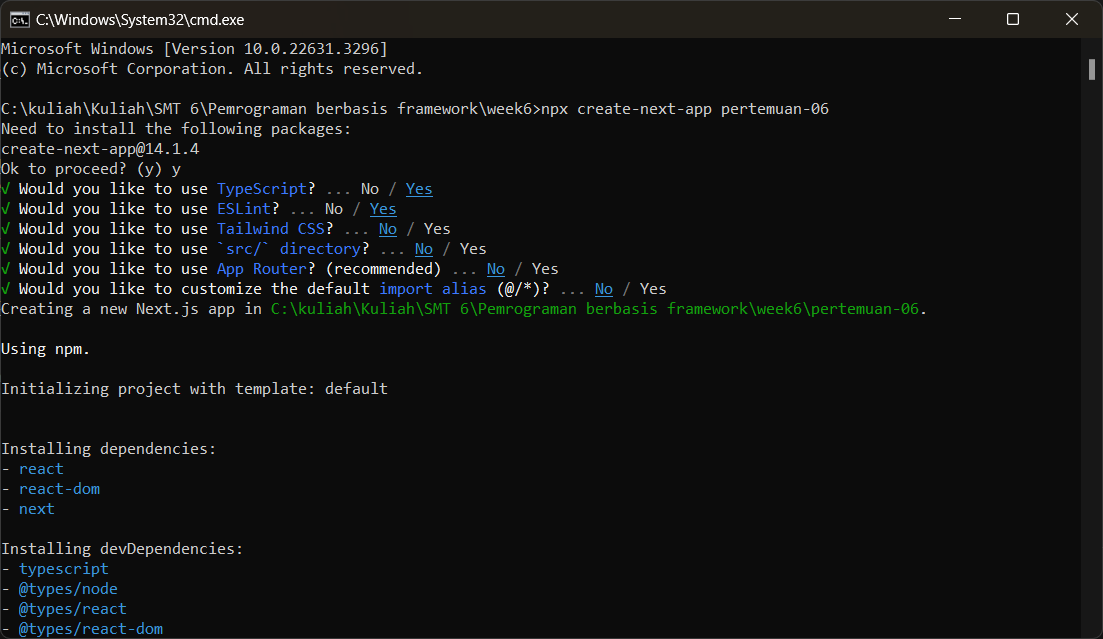 C:\Windows\System32\cmd.exe
Microsoft Windows [Version 10.0.22631.3296]
(c) Microsoft Corporation. All rights reserved.
C:\kuliah\Kuliah\SMT 6\Pemrograman berbasis framework\week6>npx create-next-app pertemuan-06
Need to install the following packages:
create-next-app@14.1.4
Ok to proceed? (y) y
√ Would you like to use TypeScript? ... No / Yes
√ Would you like to use ESLint? ... No / Yes
√ Would you like to use Tailwind CSS? ... No / Yes
√ Would you like to use `src/` directory? ... No / Yes
√ Would you like to use App Router? (recommended) ... No / Yes
√ Would you like to customize the default import alias (@/*)? ... No / Yes
Creating a new Next.js app in C:\kuliah\Kuliah\SMT 6\Pemrograman berbasis framework\week6\pertemuan-06.
Using npm.
Initializing project with template: default
Installing dependencies:
- react
- react-dom
- next
Installing devDependencies:
- typescript
- @types/node
- @types/react
- @types/react-dom